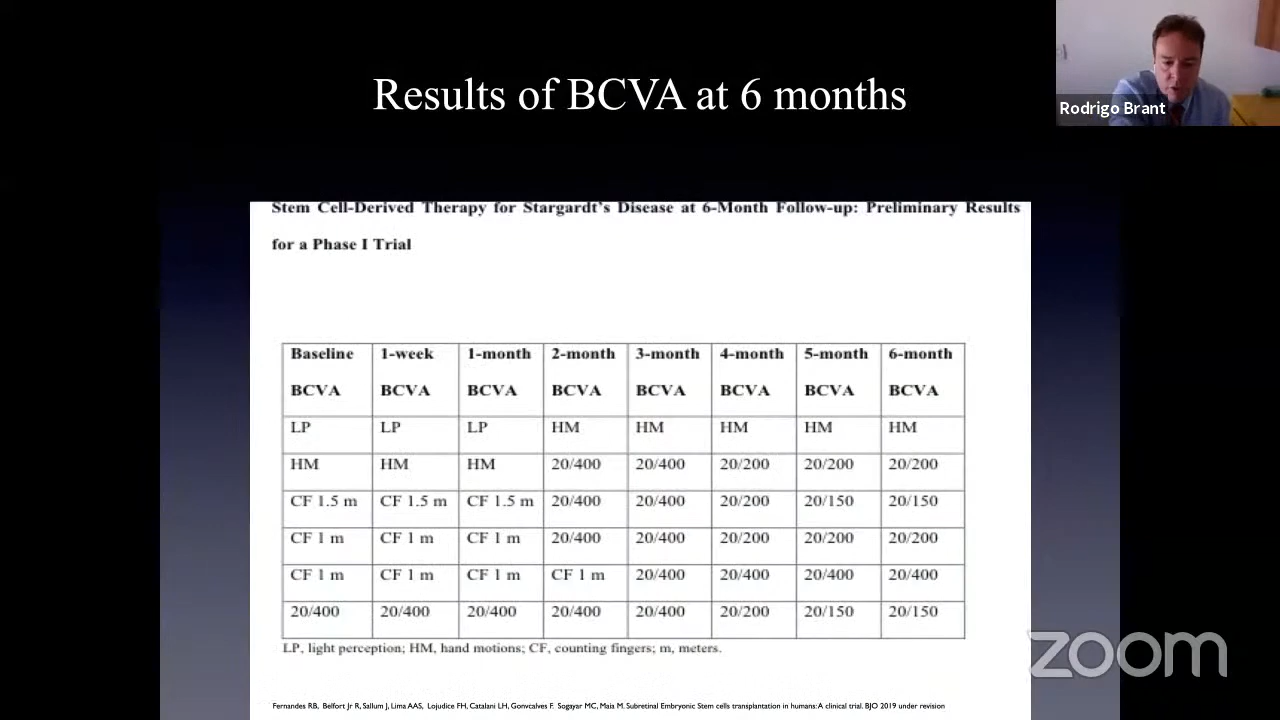 Results of BCVA at 6 months
Rodrigo Brant
Stem Cell-Derived Therapy for Stargardt's Disease at 6-Month Follow-up: Preliminary Results
for a Phase I Trial
Baseline BCVA 1-week BCVA 1-month BCVA 2-month BCVA 3-month BCVA 4-month BCVA 5-month BCVA 6-month BCVA
LP LP LP HM HM HM HM HM
HM HM HM 20/400 20/400 20/200 20/200 20/200
CF 1.5 m CF 1.5 m CF 1.5 m 20/400 20/400 20/200 20/150 20/150
CF 1 m CF 1 m CF 1 m 20/400 20/400 20/200 20/200 20/200
CF 1 m CF 1 m CF 1 m CF 1 m 20/400 20/400 20/400 20/400
20/400 20/400 20/400 20/400 20/400 20/200 20/150 20/150
LP, light perception; HM, hand motions; CF, counting fingers; m, meters.
zoom
Fernandes RB, Belfort Jr R, Sallum J, Lima AAS, Lojudice FH, Catalani LH, Gonvcalves F. Sogayar MC, Maia M. Subretinal Embryonic Stem cells transplantation in humans: A clinical trial. BJO 2019 under revision